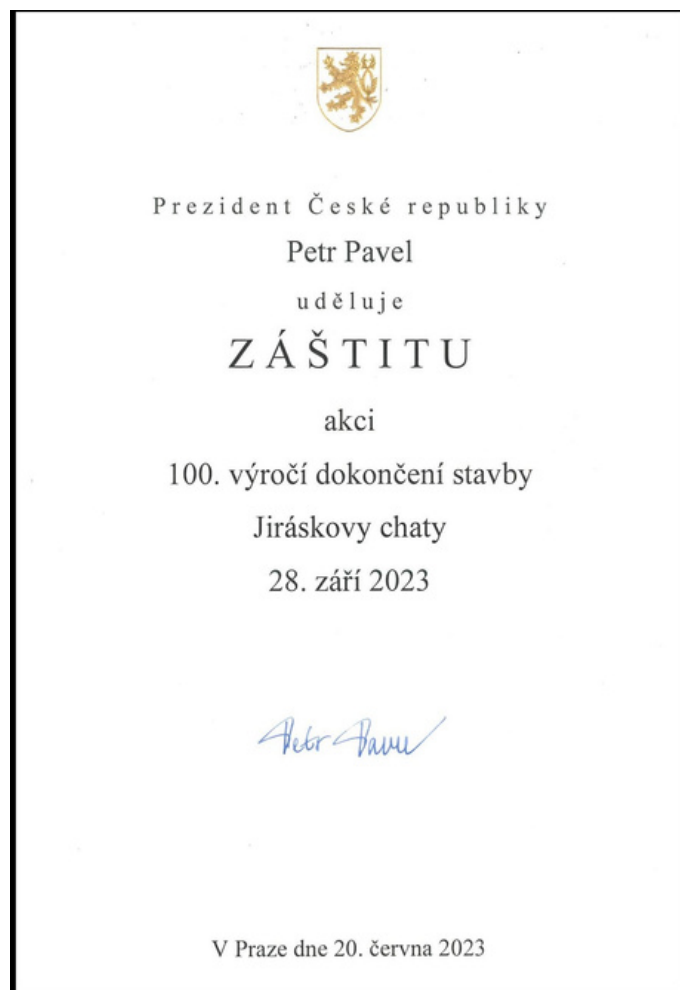 Prezident České republiky
Petr Pavel
uděluje
ZÁŠTITU
akci
100. výročí dokončení stavby
Jiráskovy chaty
28. září 2023
Petr Pavel
V Praze dne 20. června 2023